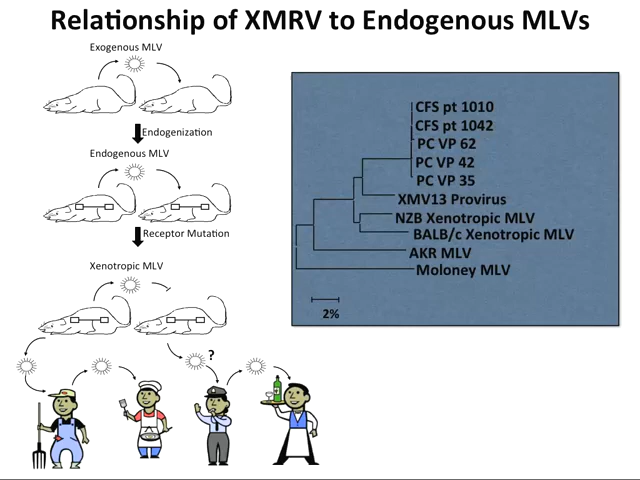 Relationship of XMRV to Endogenous MLVs
Exogenous MLV
Endogenization
Endogenous MLV
Receptor Mutation
Xenotropic MLV
?
CFS pt 1010
CFS pt 1042
PC VP 62
PC VP 42
PC VP 35
XMV13 Provirus
NZB Xenotropic MLV
BALB/c Xenotropic MLV
AKR MLV
Moloney MLV
2%